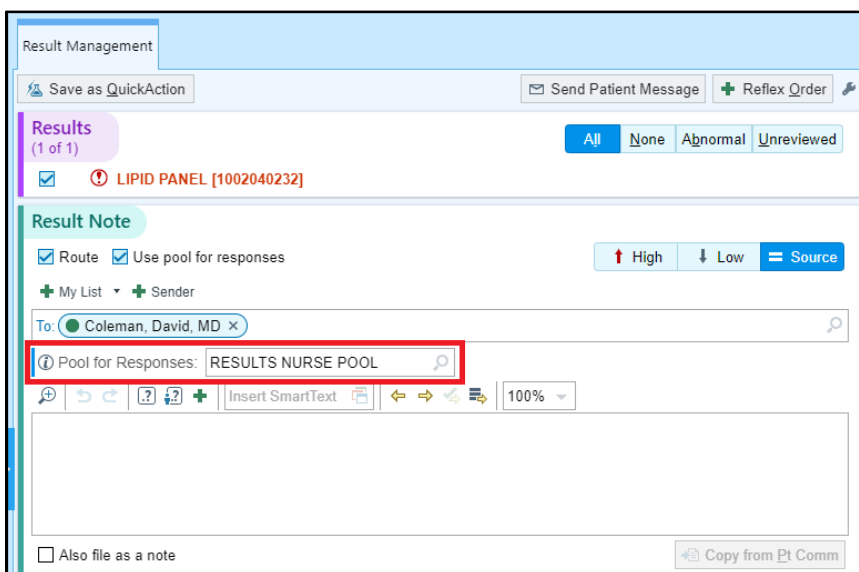 Result Management
Save as QuickAction Send Patient Message Reflex Order
Results
(1 of 1)
All None Abnormal Unreviewed
LIPID PANEL [1002040232]
Result Note
Route Use pool for responses High Low Source
My List Sender
To: Coleman, David, MD ×
Pool for Responses: RESULTS NURSE POOL
Insert SmartText 100%
Also file as a note Copy from Pt Comm